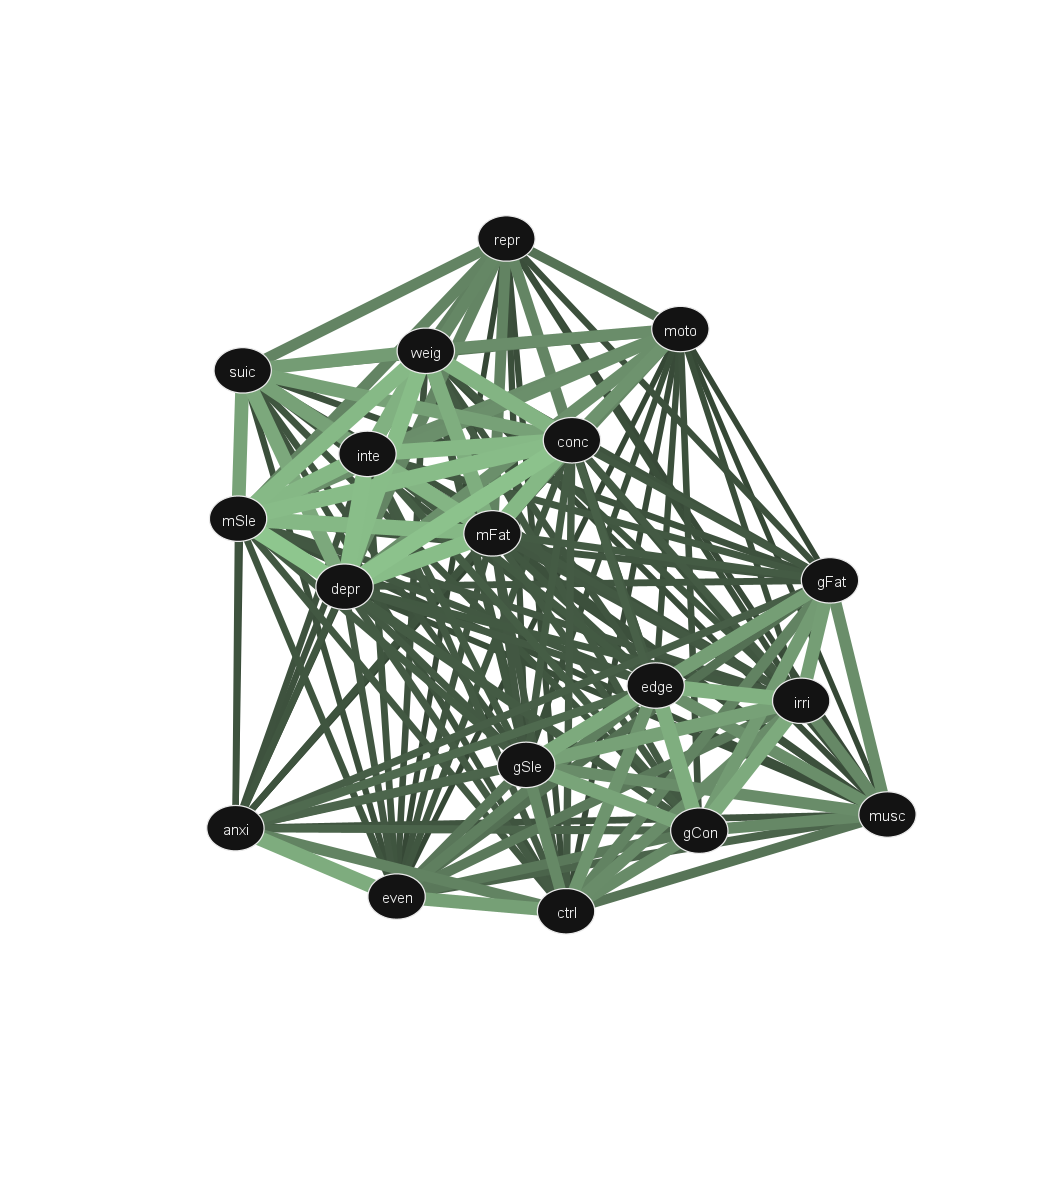 repr
moto
weig
suic
conc
inte
mSle
mFat
gFat
depr
edge
irri
gSle
musc
anxi
gCon
even
ctrl